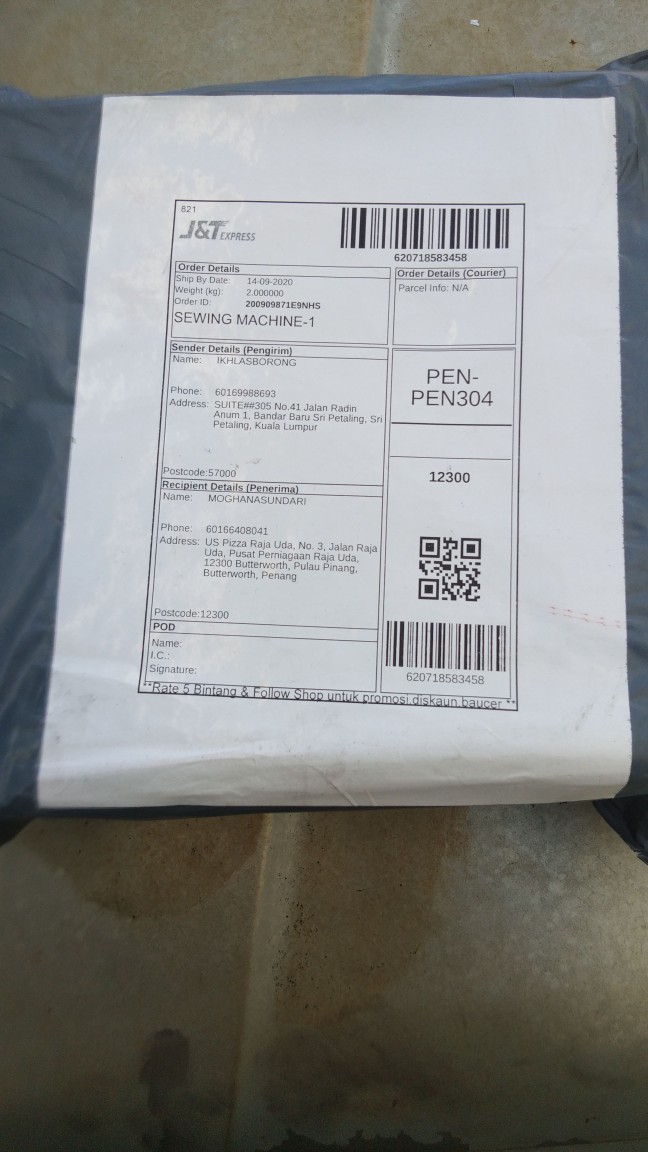 821
J&T EXPRESS
620718583458
Order Details
Ship By Date: 14-09-2020
Weight (kg): 2.000000
Order ID: 200909871E9NHS
SEWING MACHINE-1
Order Details (Courier)
Parcel Info: N/A
Sender Details (Pengirim)
Name: IKHLASBORONG
Phone: 60169988693
Address: SUITE##305 No.41 Jalan Radin
Anum 1, Bandar Baru Sri Petaling, Sri
Petaling, Kuala Lumpur
Postcode:57000
PEN-
PEN304
12300
Recipient Details (Penerima)
Name: MOGHANASUNDARI
Phone: 60166408041
Address: US Pizza Raja Uda, No. 3, Jalan Raja
Uda, Pusat Perniagaan Raja Uda,
12300 Butterworth, Pulau Pinang,
Butterworth, Penang
Postcode:12300
POD
Name:
I.C.:
Signature:
620718583458
**Rate 5 Bintang & Follow Shop untuk promosi.diskaun.baucer **